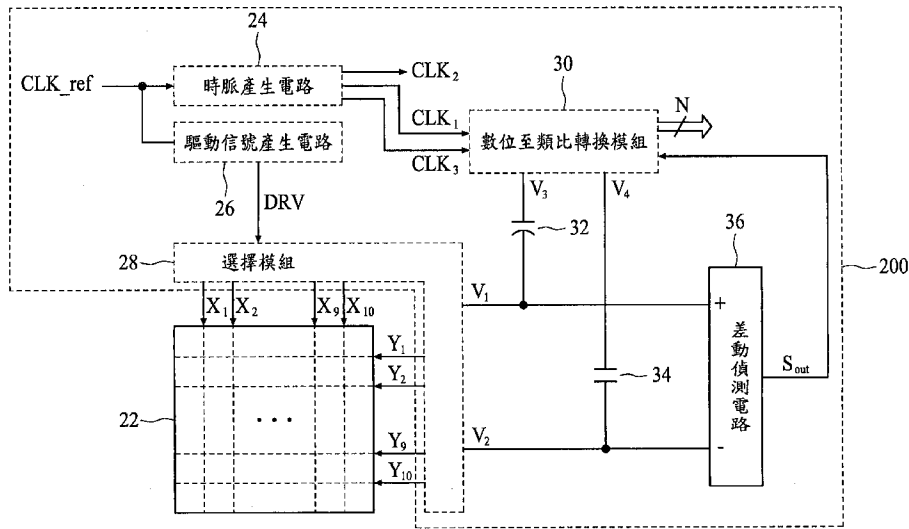 24
CLK_ref
時脈產生電路
CLK₂
30
N
CLK₁
數位至類比轉換模組
驅動信號產生電路
CLK₃
26
DRV
V₃
V₄
32
36
28
選擇模組
200
V₁
X₁ X₂ X₉ X₁₀
+
Y₁
差動偵測電路
Y₂
34
Sout
22
...
V₂
Y₉
-
Y₁₀